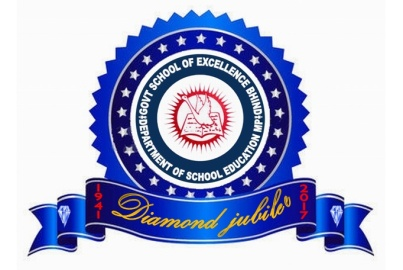 GOVT SCHOOL OF EXCELLENCE BHIND
DEPARTMENT OF SCHOOL EDUCATION MP
1941
Diamond jubilee
2017